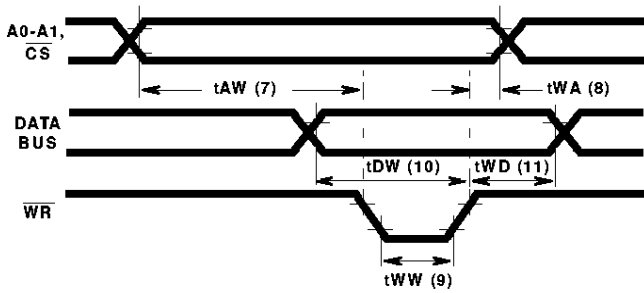 A0-A1,
CS
tAW (7)
tWA (8)
DATA
BUS
tDW (10)
tWD (11)
WR
tWW (9)